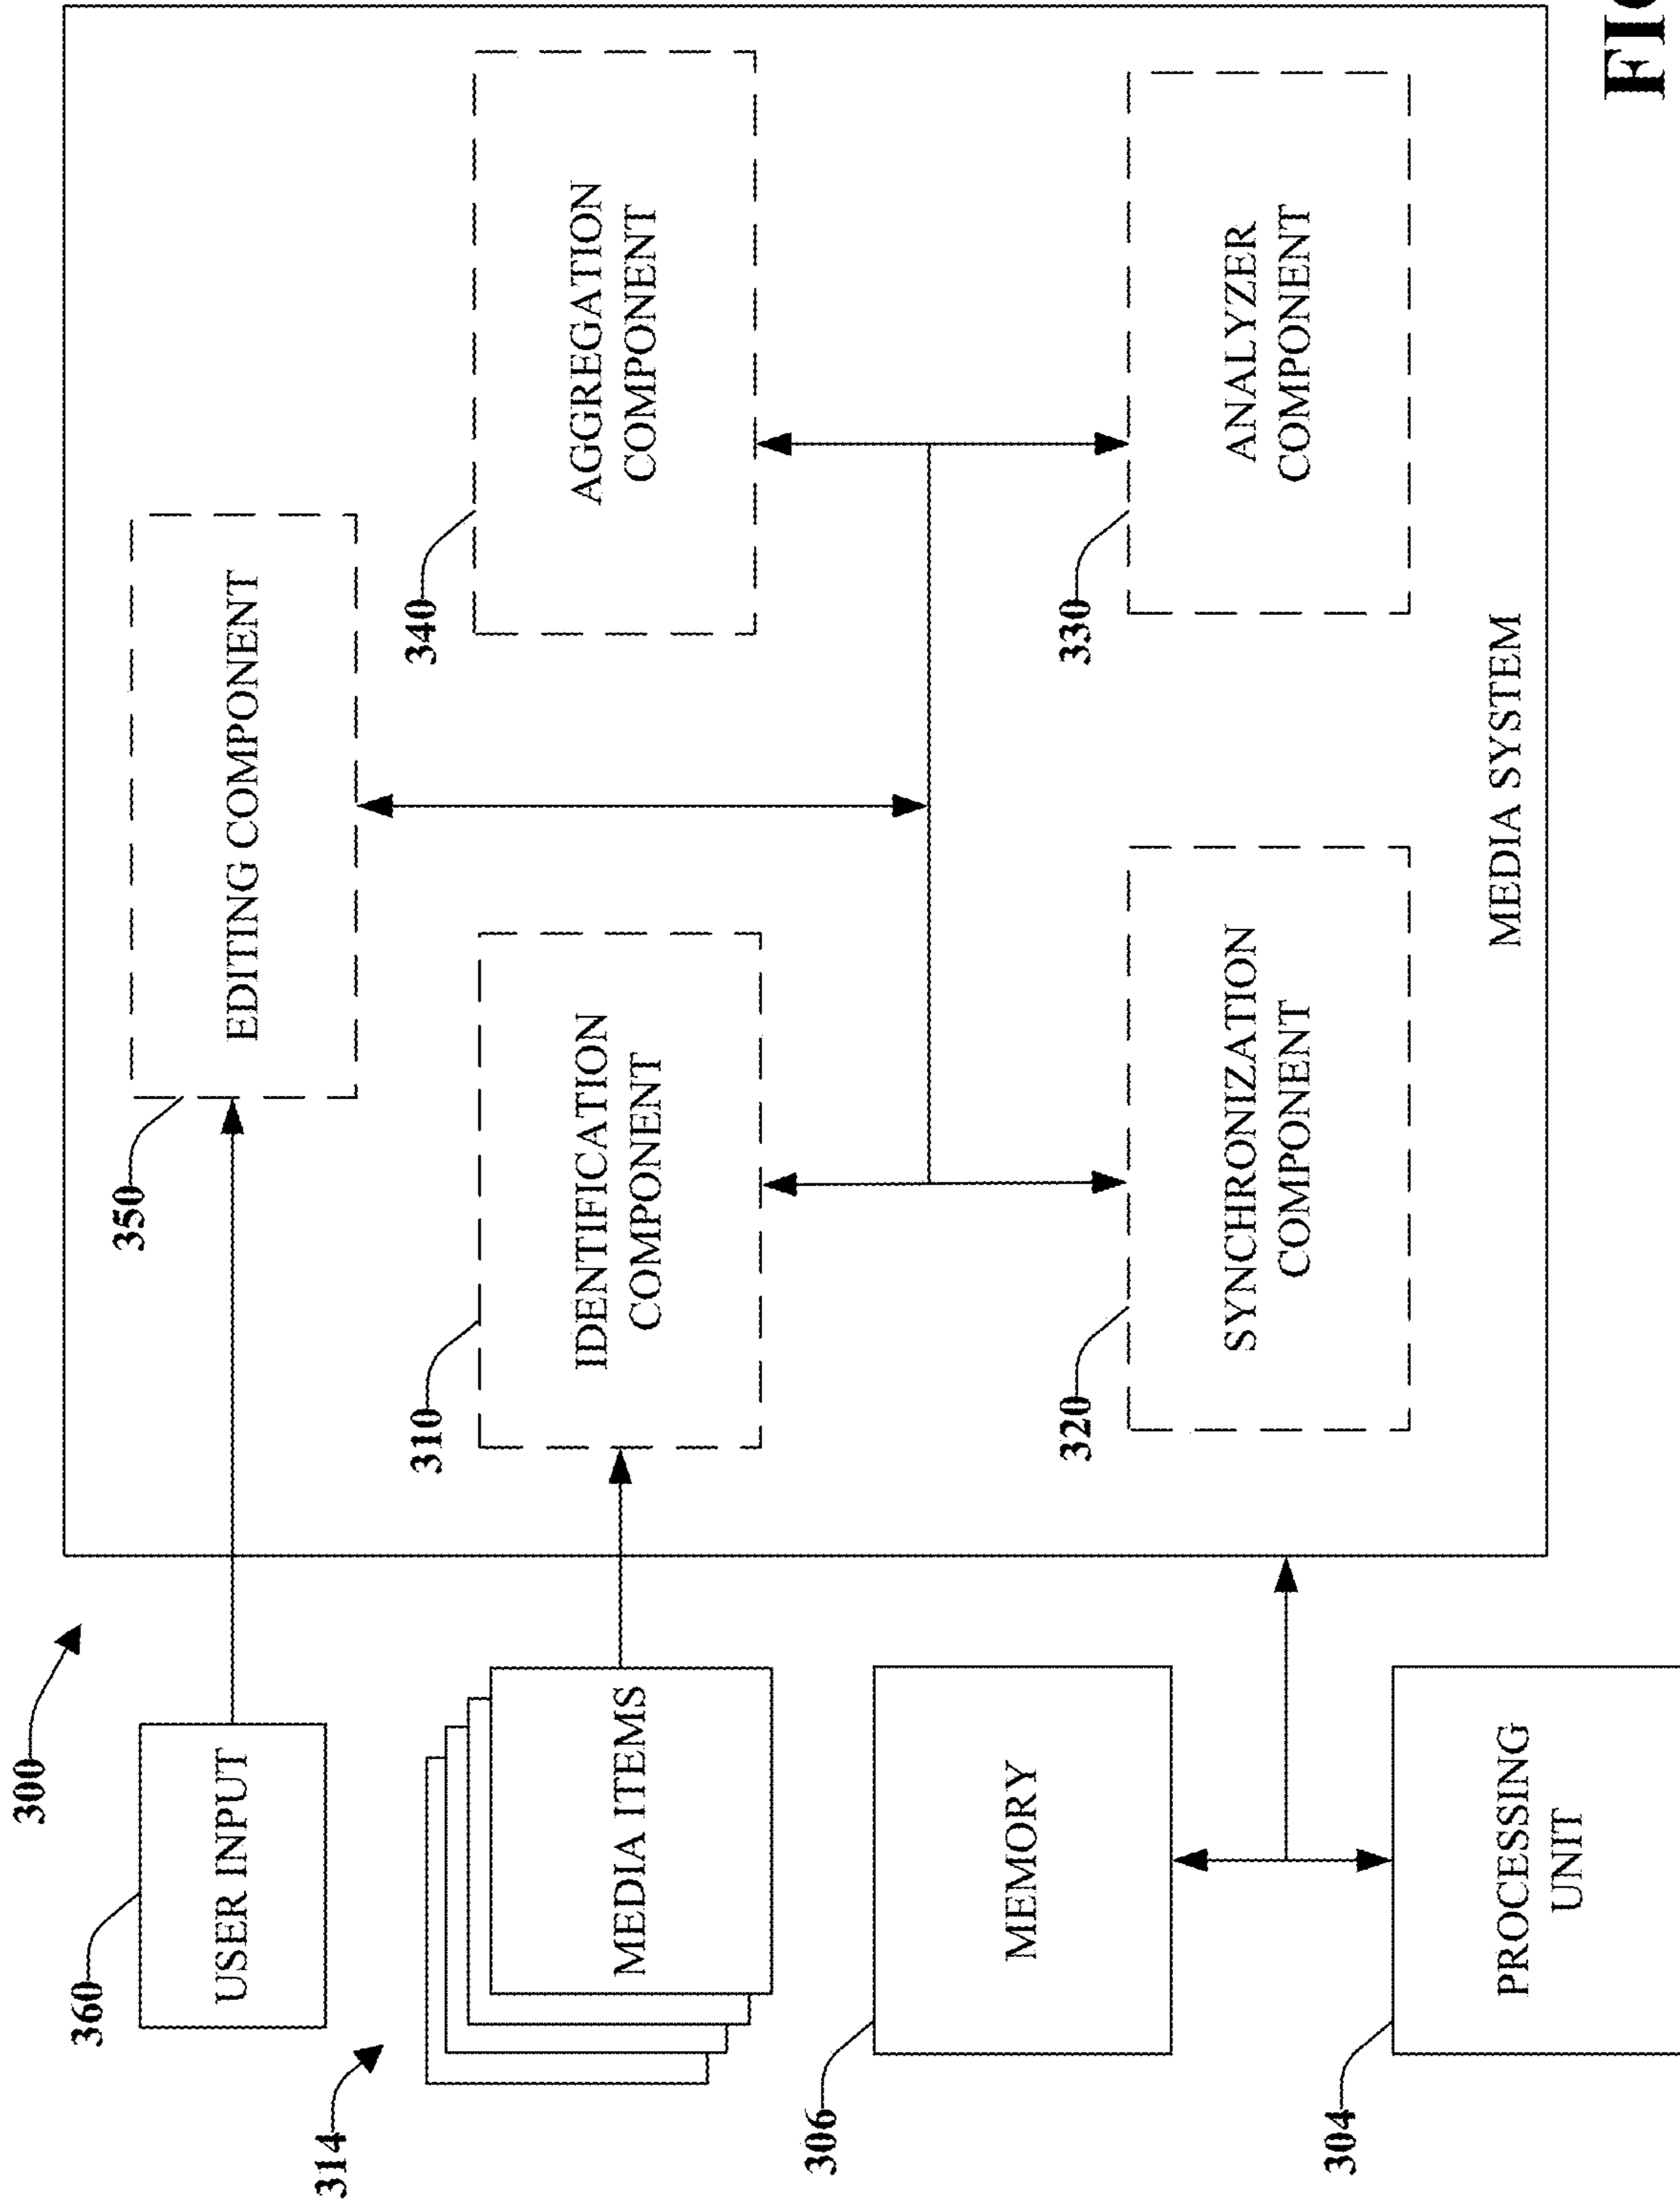 300
360
USER INPUT
350
EDITING COMPONENT
314
MEDIA ITEMS
310
IDENTIFICATION
COMPONENT
340
AGGREGATION
COMPONENT
306
MEMORY
320
SYNCHRONIZATION
COMPONENT
330
ANALYZER
COMPONENT
304
PROCESSING
UNIT
MEDIA SYSTEM